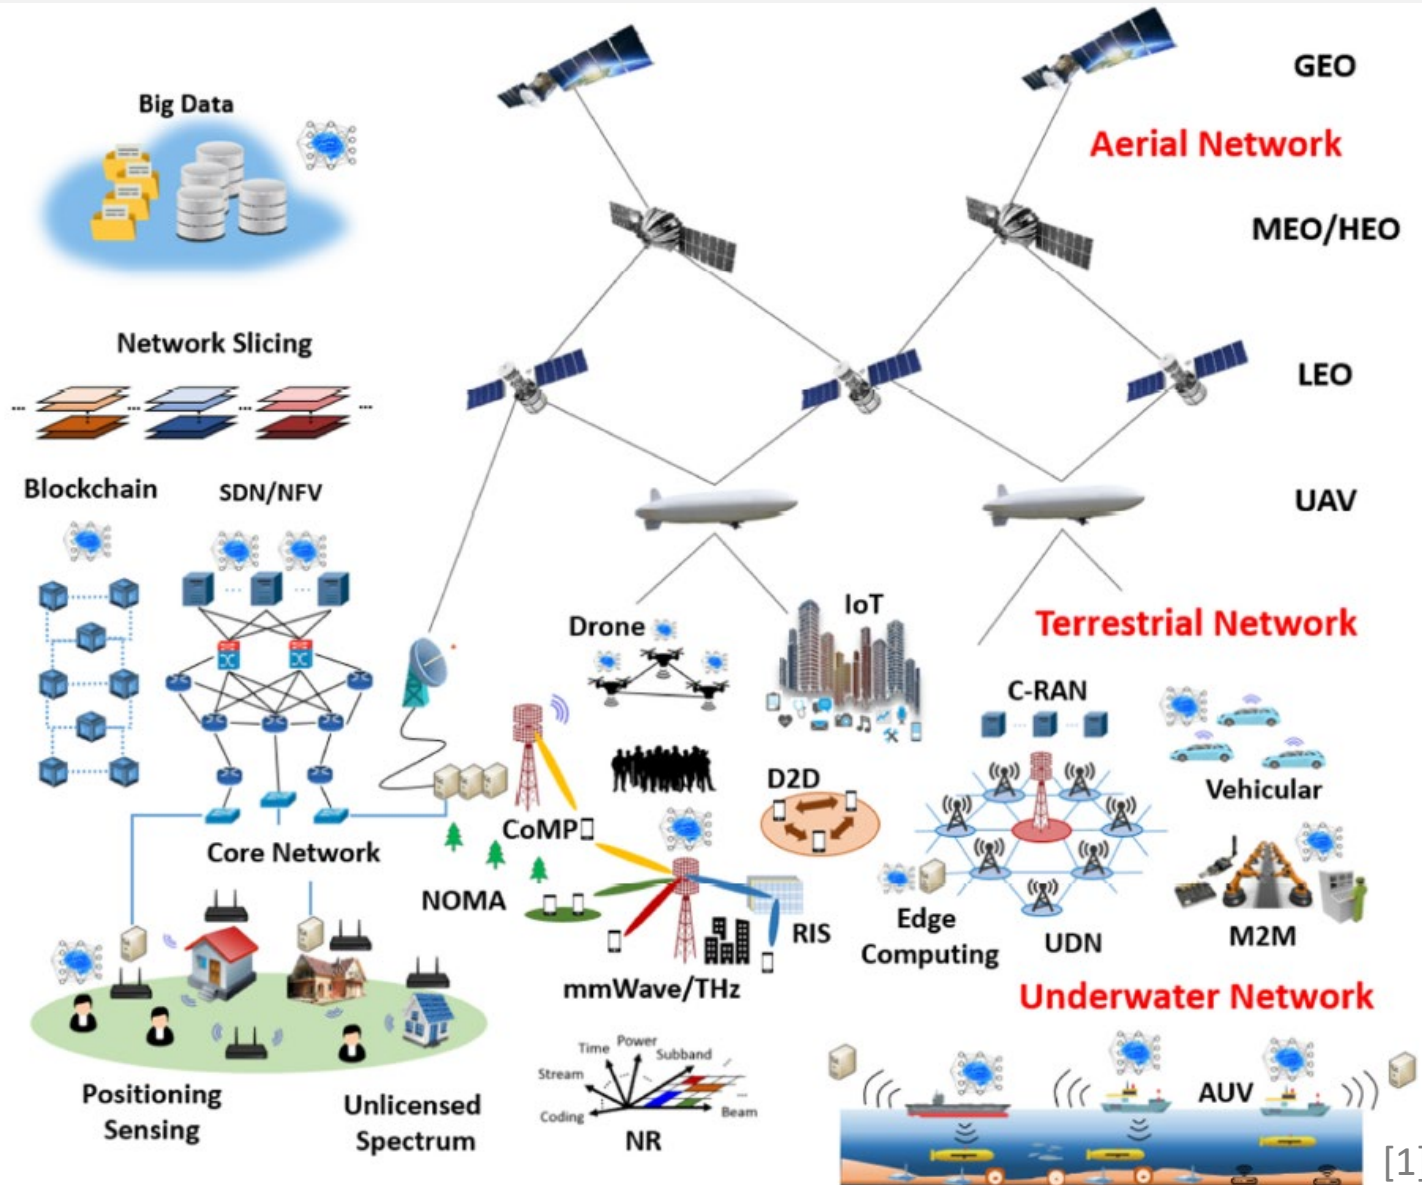 GEO
Big Data
Aerial Network
MEO/HEO
Network Slicing
...
...
...
...
LEO
Blockchain
SDN/NFV
UAV
...
...
IoT
Drone
Terrestrial Network
C-RAN
...
...
D2D
Vehicular
CoMP
Core Network
NOMA
Edge
Computing
RIS
UDN
M2M
mmWave/THz
Underwater Network
Time
Power
Subband
...
Stream
...
Coding
Beam
NR
AUV
Positioning
Sensing
Unlicensed
Spectrum
[1]